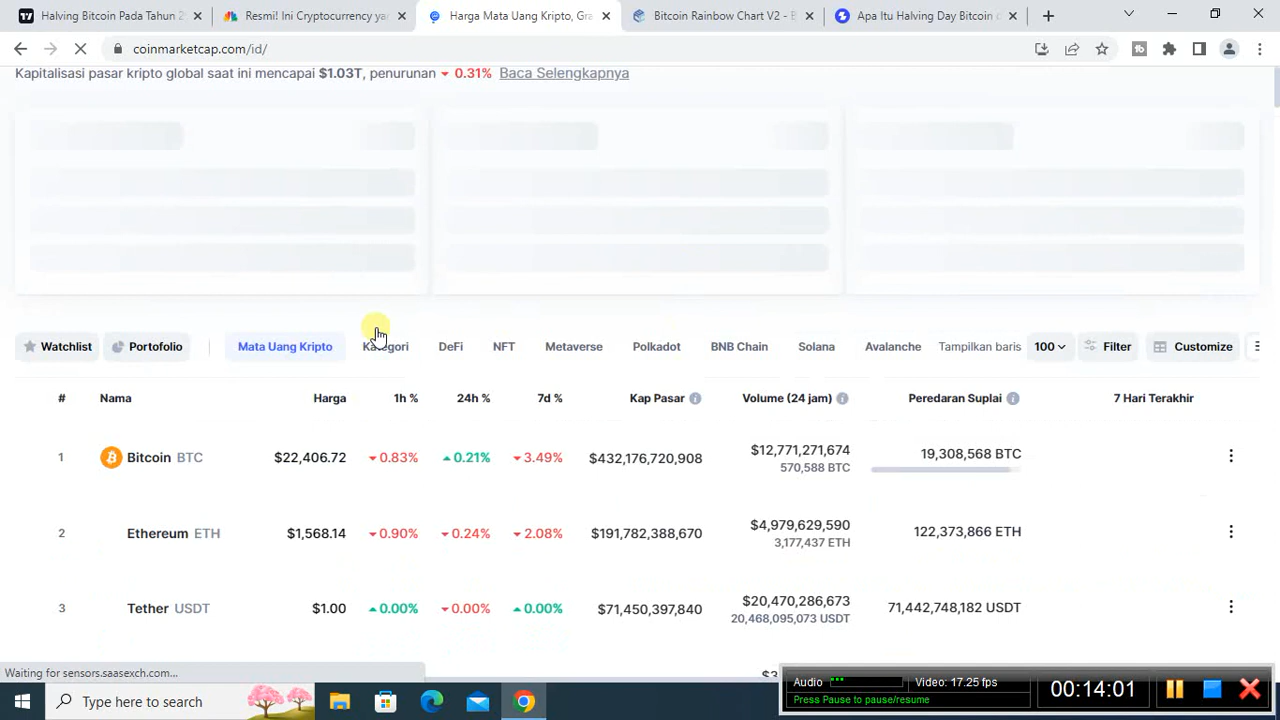 Halving Bitcoin Pada Tahun 2
Resmi! Ini Cryptocurrency yar
Harga Mata Uang Kripto, Gra
Bitcoin Rainbow Chart V2 - B
Apa Itu Halving Day Bitcoin d
coinmarketcap.com/id/
Kapitalisasi pasar kripto global saat ini mencapai $1.03T, penurunan 0.31% Baca Selengkapnya
Watchlist Portofolio Mata Uang Kripto Kategori DeFi NFT Metaverse Polkadot BNB Chain Solana Avalanche Tampilkan baris 100 Filter Customize
# Nama Harga 1h % 24h % 7d % Kap Pasar Volume (24 jam) Peredaran Suplai 7 Hari Terakhir
1 Bitcoin BTC $22,406.72 0.83% 0.21% 3.49% $432,176,720,908 $12,771,271,674 19,308,568 BTC
570,588 BTC
2 Ethereum ETH $1,568.14 0.90% 0.24% 2.08% $191,782,388,670 $4,979,629,590 122,373,866 ETH
3,177,437 ETH
3 Tether USDT $1.00 0.00% 0.00% 0.00% $71,450,397,840 $20,470,286,673 71,442,748,182 USDT
20,468,095,073 USDT
Waiting for sensors.saasexch.com...
Audio Video: 17.25 fps
Press Pause to pause/resume
00:14:01